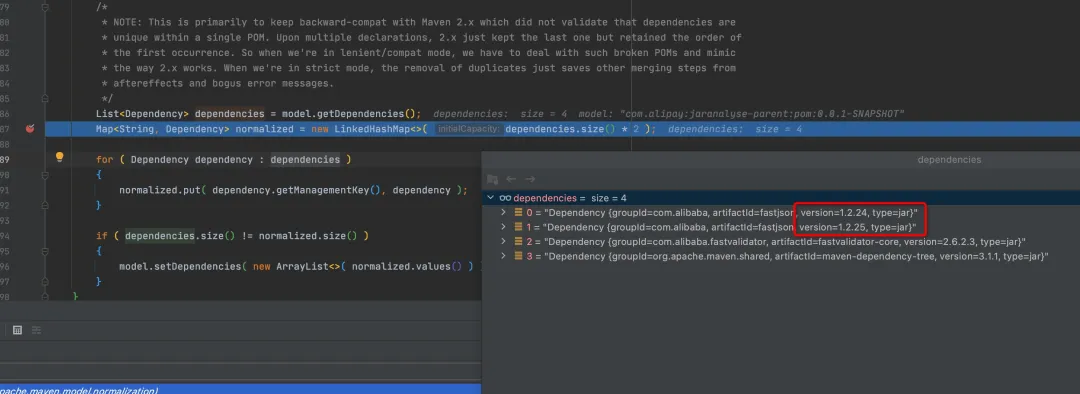 79
/*
80
* NOTE: This is primarily to keep backward-compat with Maven 2.x which did not validate that dependencies are
81
* unique within a single POM. Upon multiple declarations, 2.x just kept the last one but retained the order of
82
* the first occurrence. So when we're in lenient/compat mode, we have to deal with such broken POMs and mimic
83
* the way 2.x works. When we're in strict mode, the removal of duplicates just saves other merging steps from
84
* aftereffects and bogus error messages.
85
*/
86
List<Dependency> dependencies = model.getDependencies(); dependencies: size = 4 model: "com.alipay:jaranalyse-parent:pom:0.0.1-SNAPSHOT"
87
Map<String, Dependency> normalized = new LinkedHashMap<>( initialCapacity: dependencies.size() * 2 ); dependencies: size = 4
89
for ( Dependency dependency : dependencies )
90
{
91
normalized.put( dependency.getManagementKey(), dependency );
92
}
94
if ( dependencies.size() != normalized.size() )
95
{
96
model.setDependencies( new ArrayList<>( normalized.values() ) )
97
}
98
}
dependencies
dependencies = size = 4
0 = "Dependency {groupId=com.alibaba, artifactId=fastjson, version=1.2.24, type=jar}"
1 = "Dependency {groupId=com.alibaba, artifactId=fastjson, version=1.2.25, type=jar}"
2 = "Dependency {groupId=com.alibaba.fastvalidator, artifactId=fastvalidator-core, version=2.6.2.3, type=jar}"
3 = "Dependency {groupId=org.apache.maven.shared, artifactId=maven-dependency-tree, version=3.1.1, type=jar}"
apache.maven.model.normalization)